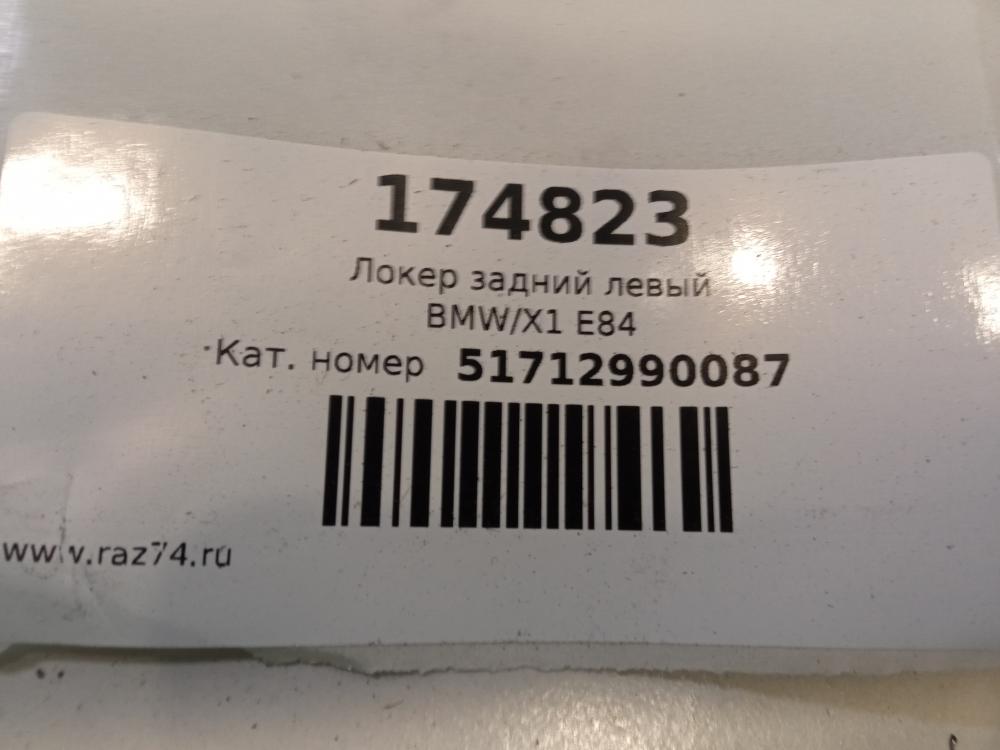 174823
Локер задний левый
BMW/X1 E84
Кат. номер 51712990087
www.raz74.ru